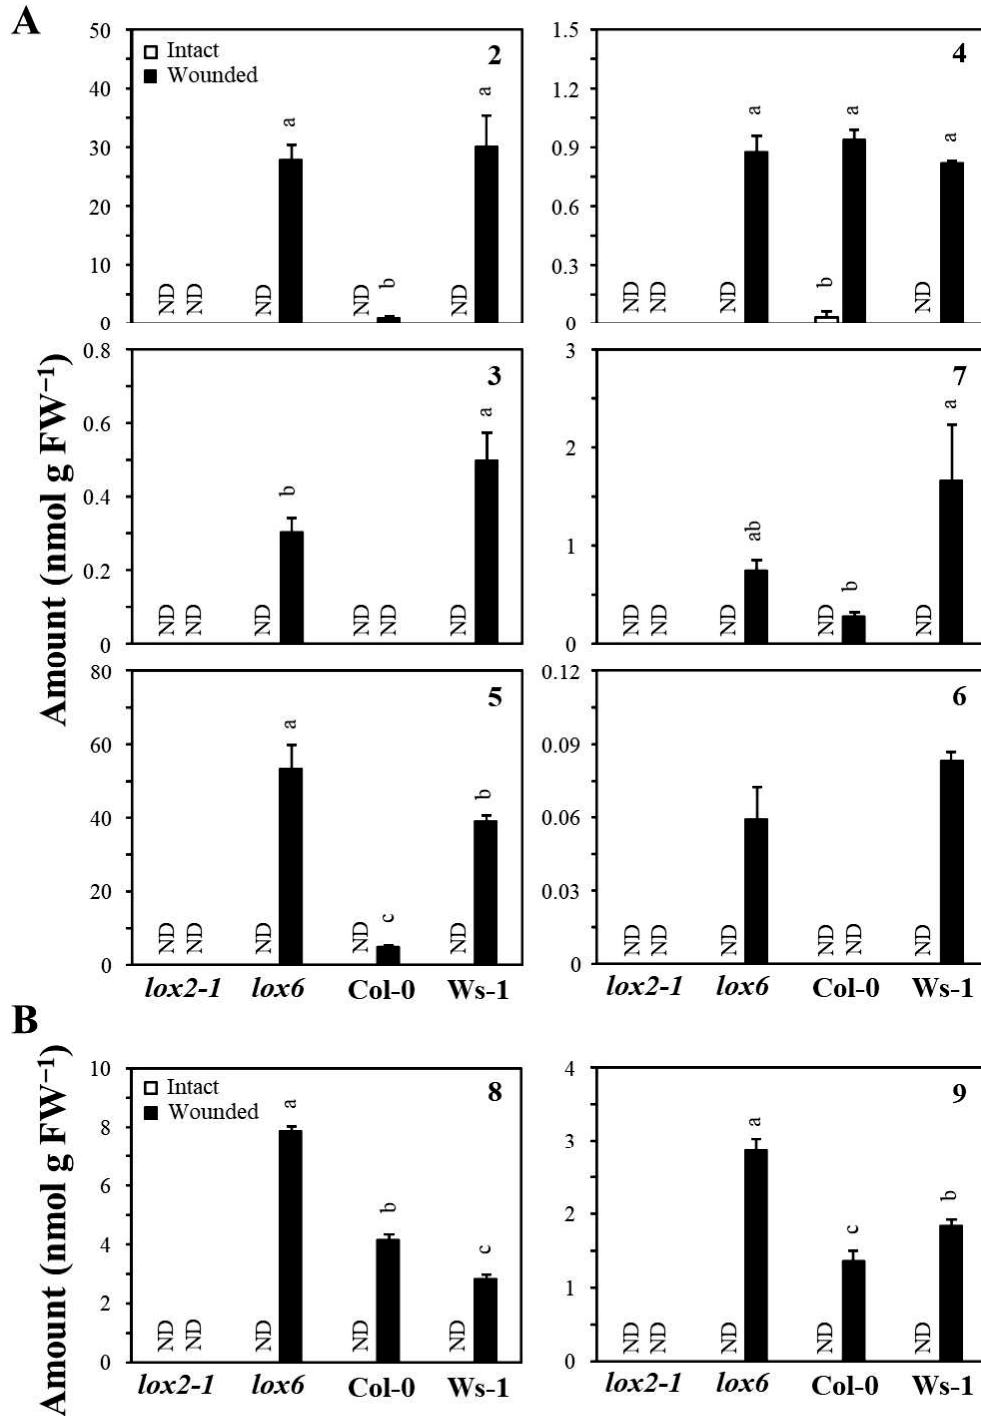 A
Amount (nmol g FW⁻¹)
50
40
30
20
10
0
Intact
Wounded
2
ND
ND
ND
a
ND
b
ND
a
1.5
1.2
0.9
0.6
0.3
0
4
ND
ND
ND
a
b
a
ND
a
0.8
0.6
0.4
0.2
0
3
ND
ND
ND
b
ND
ND
ND
a
3
2
1
0
7
ND
ND
ND
ab
ND
b
ND
a
80
60
40
20
0
5
ND
ND
ND
a
ND
c
ND
b
lox2-1 lox6 Col-0 Ws-1
0.12
0.09
0.06
0.03
0
6
ND
ND
ND
ND
ND
ND
lox2-1 lox6 Col-0 Ws-1
B
Amount (nmol g FW⁻¹)
10
8
6
4
2
0
Intact
Wounded
8
ND
ND
ND
a
ND
b
ND
c
lox2-1 lox6 Col-0 Ws-1
4
3
2
1
0
9
ND
ND
ND
a
ND
c
ND
b
lox2-1 lox6 Col-0 Ws-1